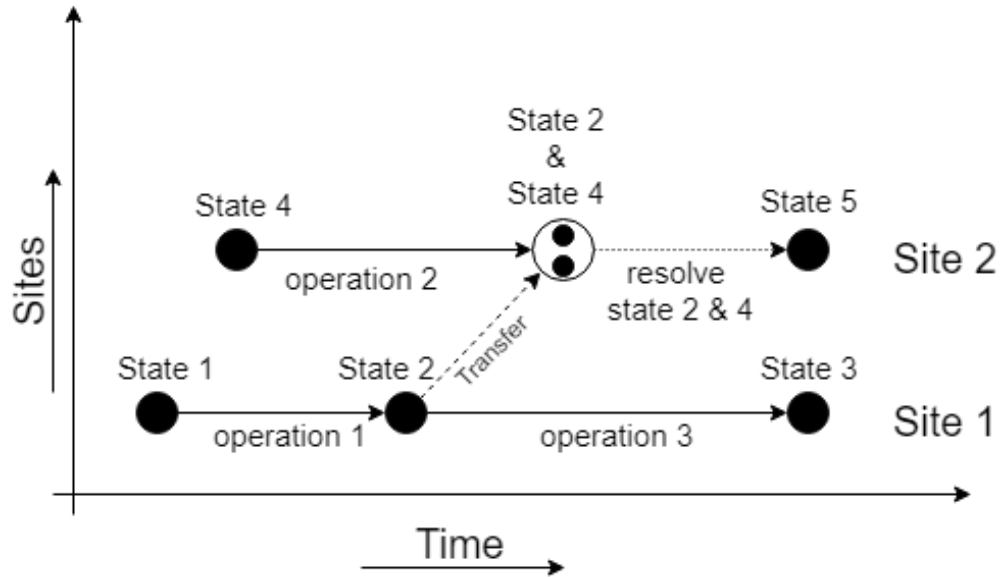 State 2
&
State 4
State 4
State 5
Sites
operation 2
resolve
state 2 & 4
Site 2
Transfer
State 1
State 2
State 3
operation 1
operation 3
Site 1
Time